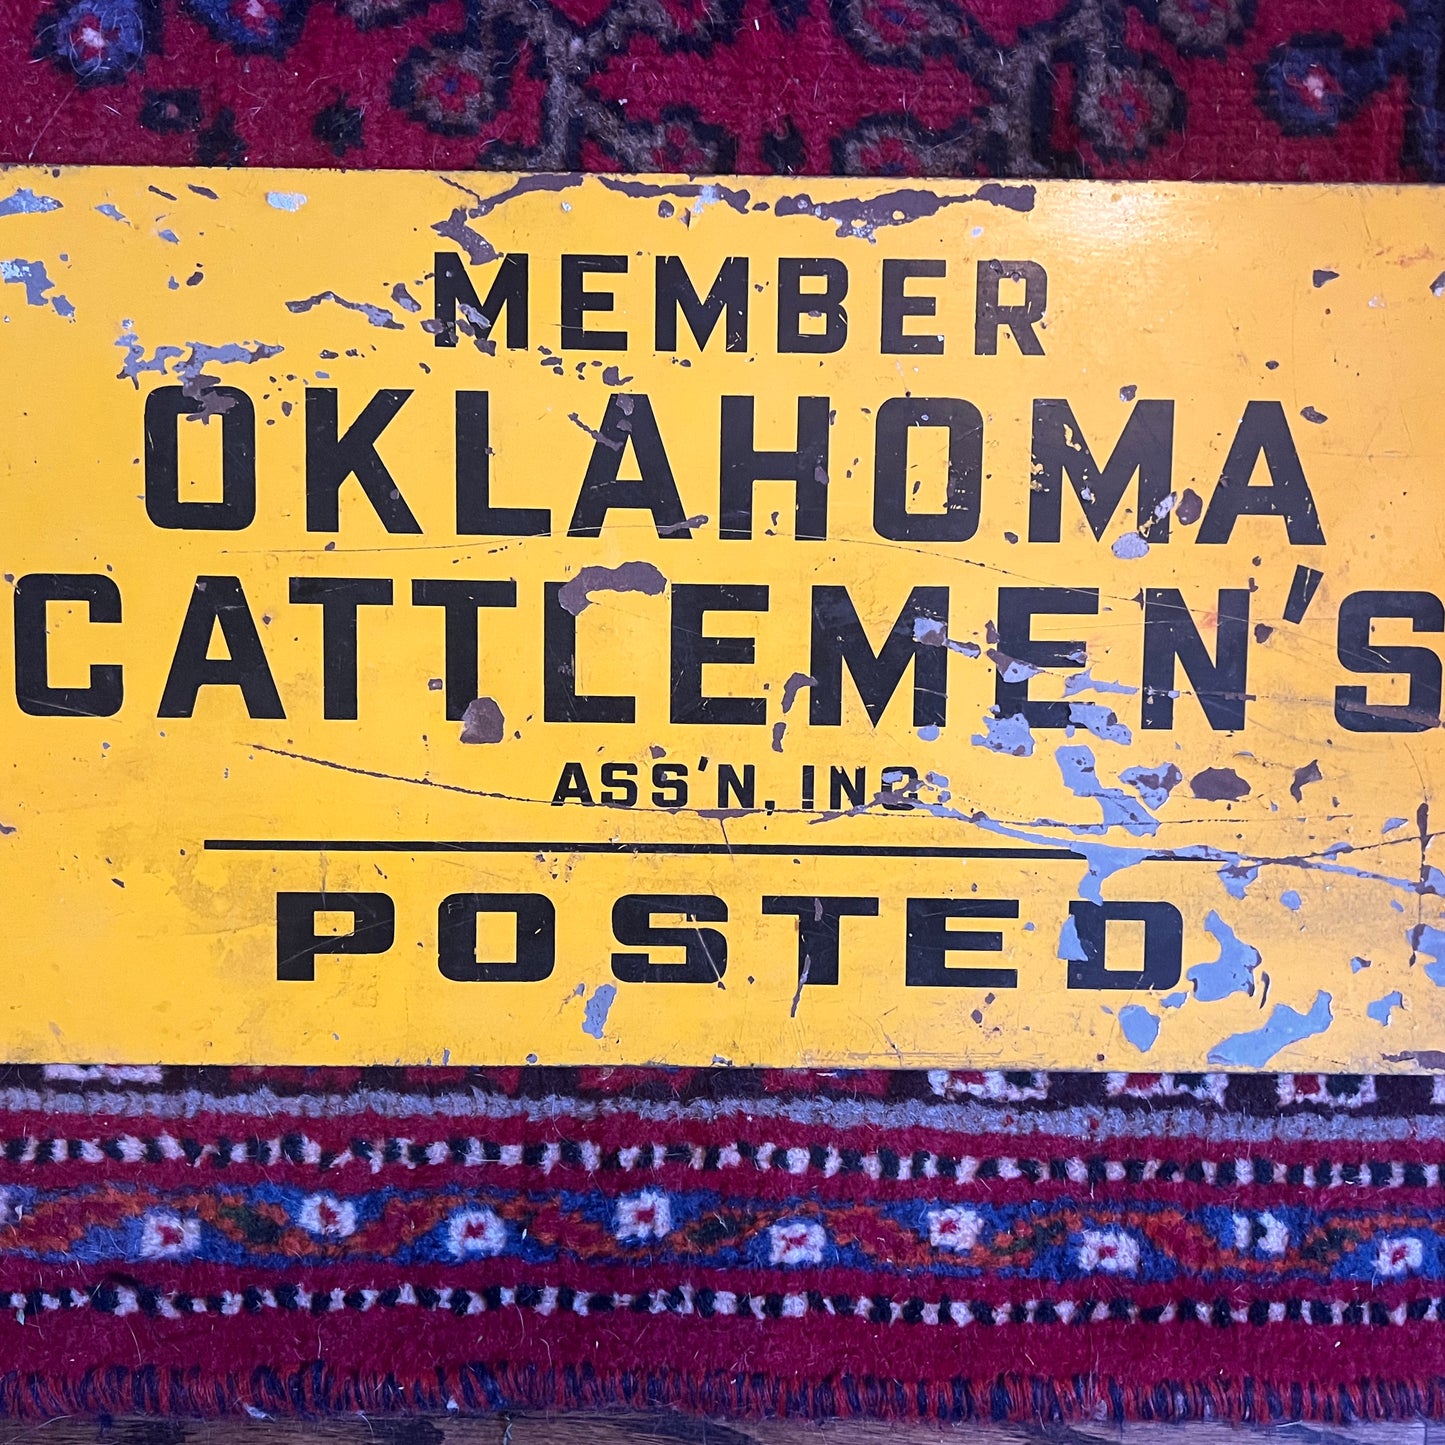 MEMBER
OKLAHOMA
CATTLEMEN'S
ASS'N, INC
POSTED